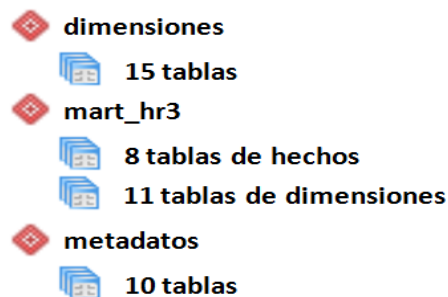 dimensiones
15 tablas
mart_hr3
8 tablas de hechos
11 tablas de dimensiones
metadatos
10 tablas